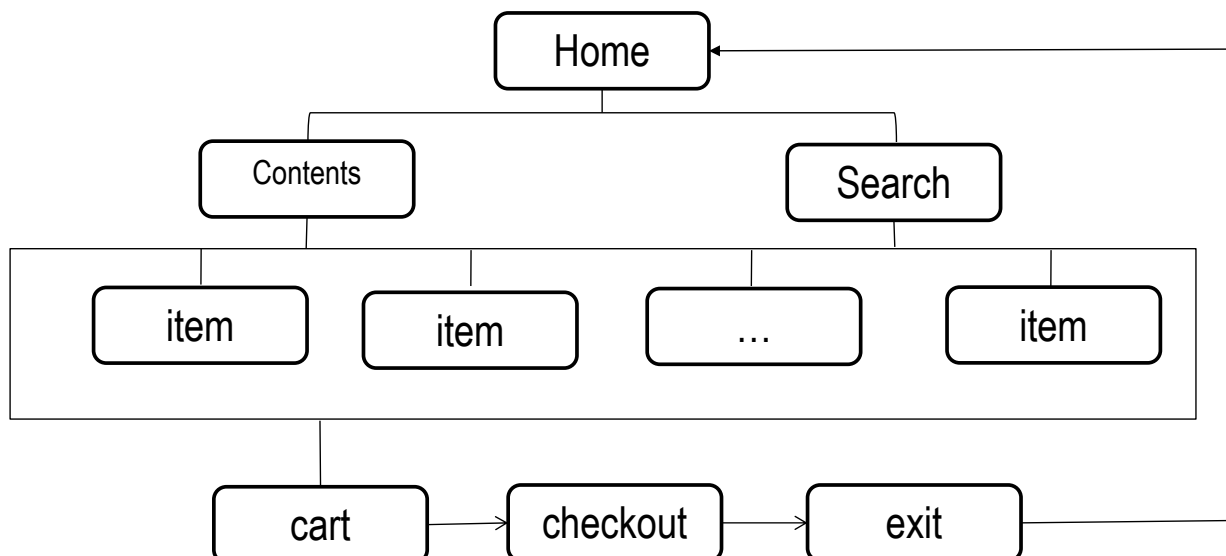 Home
Contents
Search
item
item
...
item
cart
checkout
exit